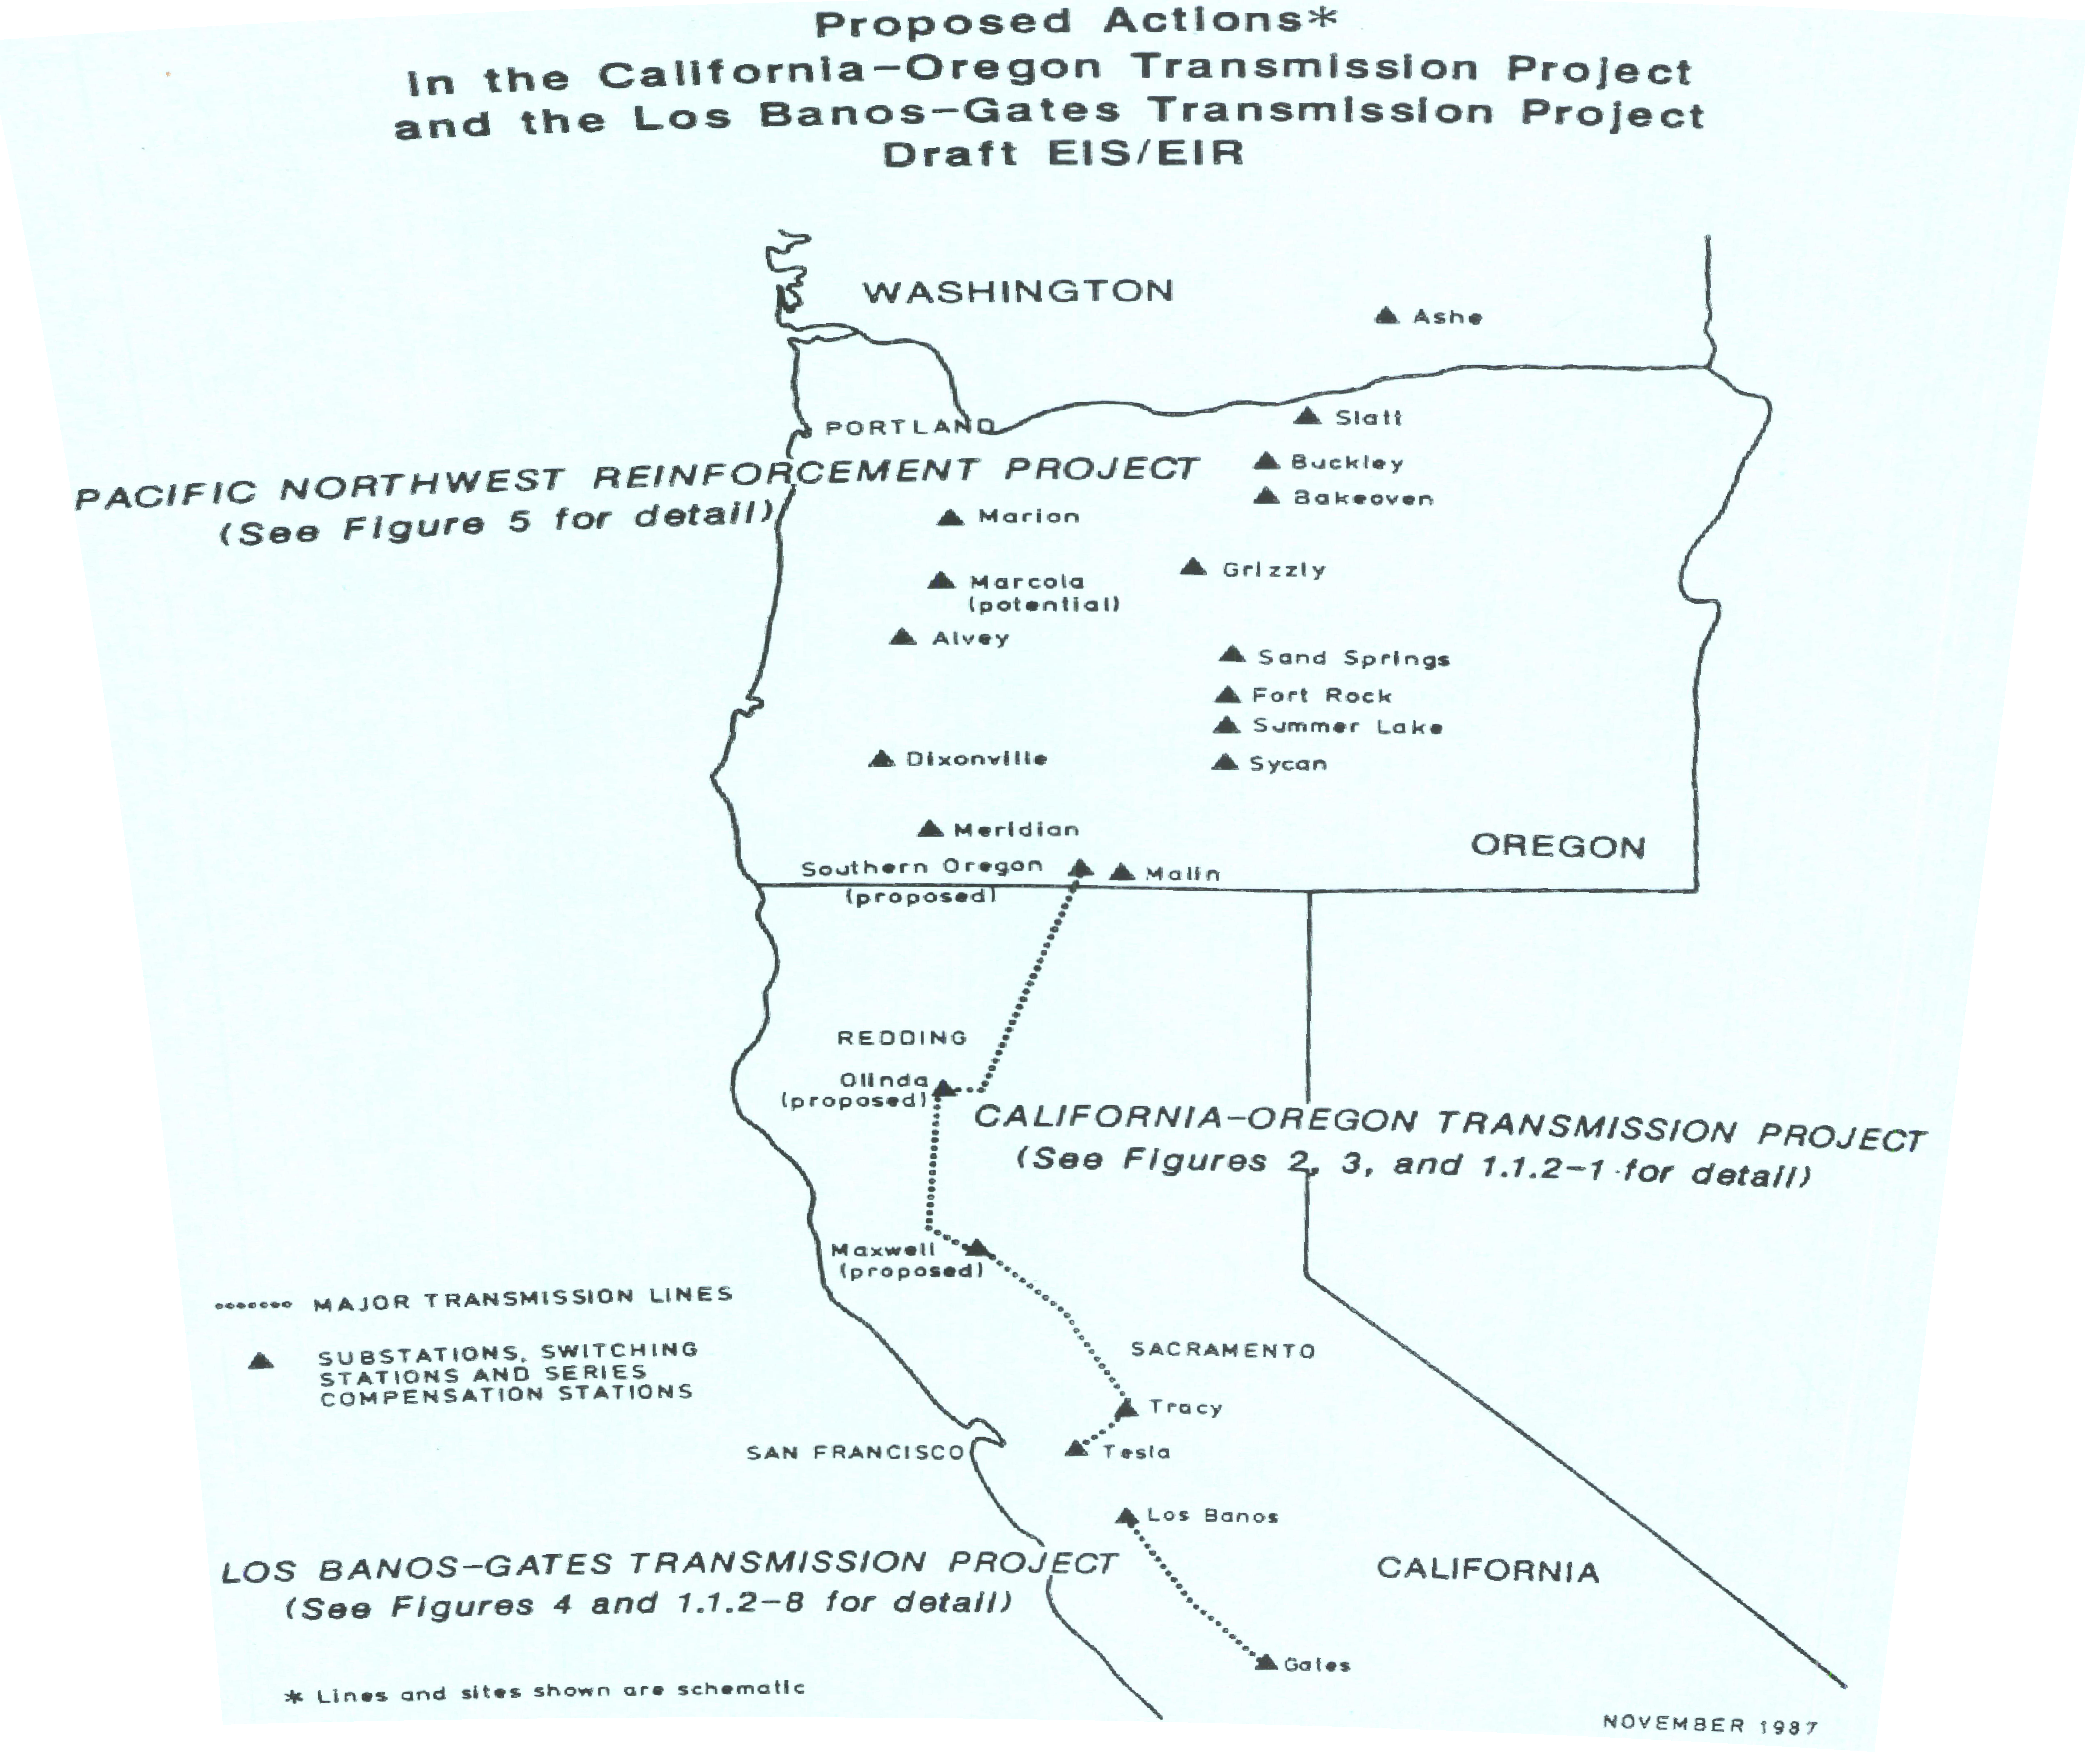 Proposed Actions*
In the California-Oregon Transmission Project
and the Los Banos-Gates Transmission Project
Draft EIS/EIR
WASHINGTON
Ashe
Slatt
PORTLAND
Buckley
PACIFIC NORTHWEST REINFORCEMENT PROJECT
(See Figure 5 for detail)
Bakeoven
Marion
Grizzly
Marcola
(potential)
Alvey
Sand Springs
Fort Rock
Summer Lake
Dixonville
Sycan
Meridian
OREGON
Southern Oregon
(proposed)
Malin
REDDING
Olinda
(proposed)
CALIFORNIA-OREGON TRANSMISSION PROJECT
(See Figures 2, 3, and 1.1.2-1 for detail)
Maxwell
(proposed)
MAJOR TRANSMISSION LINES
SUBSTATIONS, SWITCHING
STATIONS AND SERIES
COMPENSATION STATIONS
SACRAMENTO
Tracy
SAN FRANCISCO
Tesla
Los Banos
LOS BANOS-GATES TRANSMISSION PROJECT
(See Figures 4 and 1.1.2-8 for detail)
CALIFORNIA
Gates
* Lines and sites shown are schematic
NOVEMBER 1987